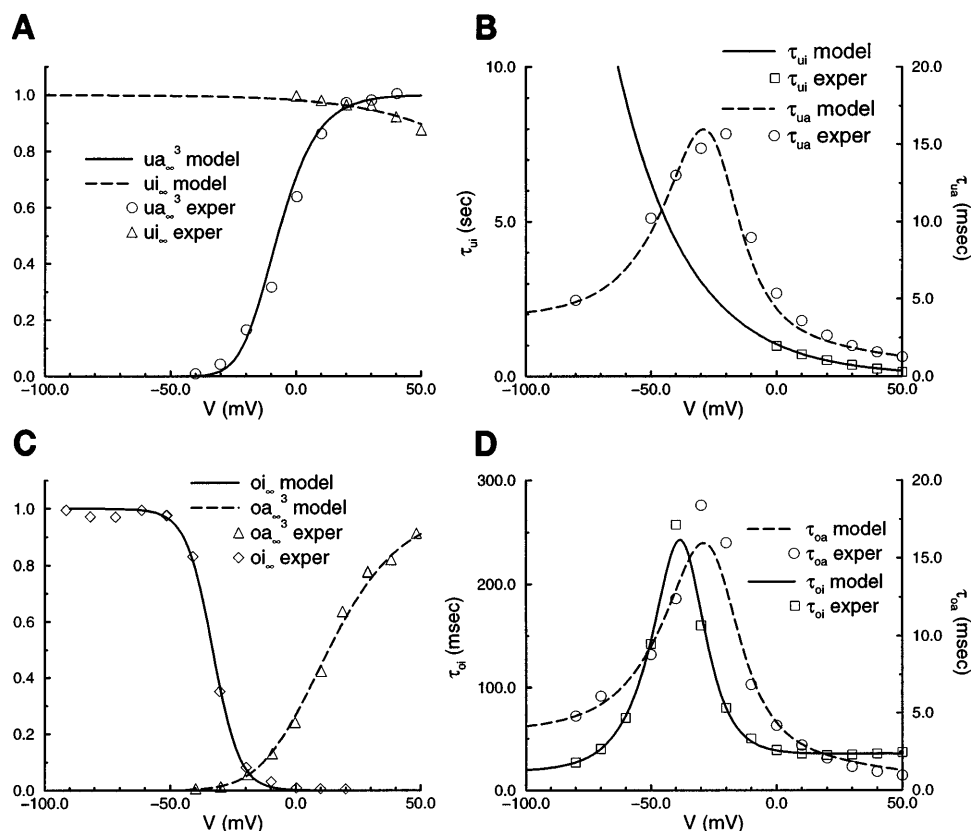 A
1.0
0.8
0.6
0.4
0.2
0.0
−100.0
−50.0
0.0
50.0
V (mV)
ua∞³ model
ui∞ model
ua∞³ exper
ui∞ exper
B
τui model
τui exper
τua model
τua exper
10.0
5.0
0.0
τui (sec)
20.0
15.0
10.0
5.0
0.0
τua (msec)
−100.0
−50.0
0.0
50.0
V (mV)
C
1.0
0.8
0.6
0.4
0.2
0.0
−100.0
−50.0
0.0
50.0
V (mV)
oi∞ model
oa∞³ model
oa∞³ exper
oi∞ exper
D
300.0
200.0
100.0
0.0
τoi (msec)
τoa model
τoa exper
τoi model
τoi exper
20.0
15.0
10.0
5.0
0.0
τoa (msec)
−100.0
−50.0
0.0
50.0
V (mV)